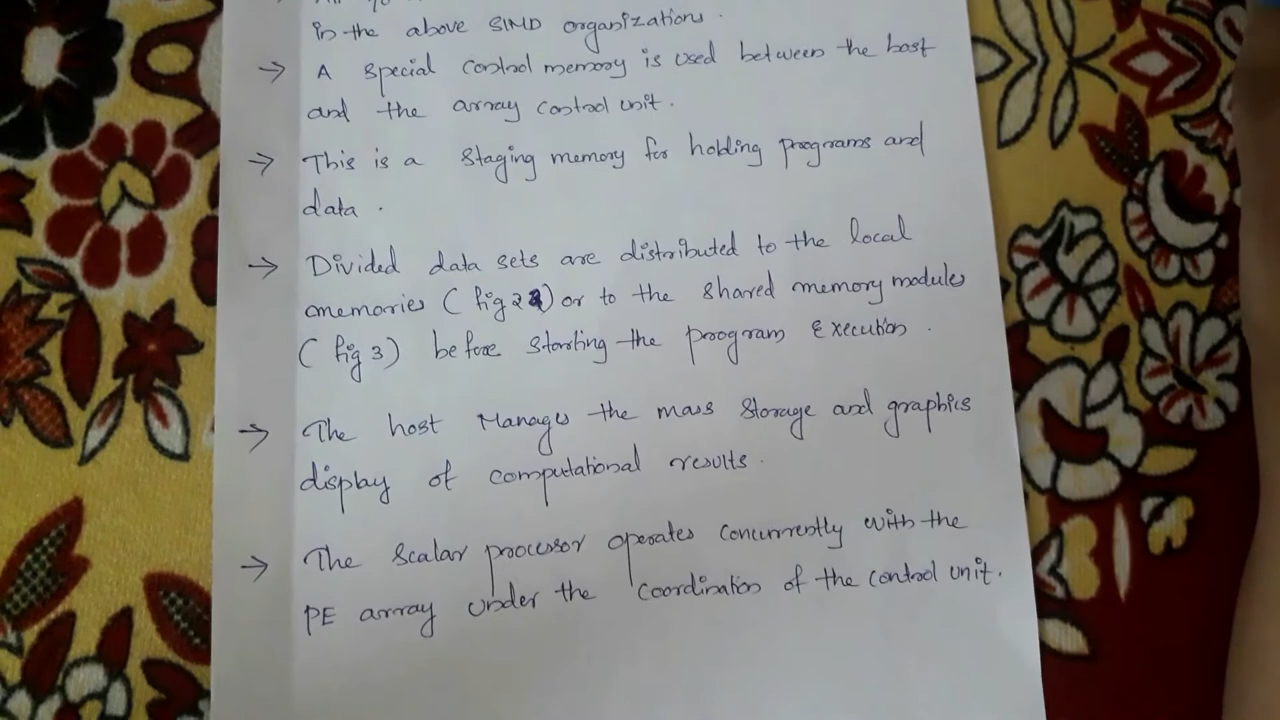 in the above SIMD organizations.
→ A special control memory is used between the host
and the array control unit.
→ This is a staging memory for holding programs and
data.
→ Divided data sets are distributed to the local
memories (fig 2) or to the shared memory modules
(fig 3) before starting the program Execution.
→ The host Manages the mass storage and graphics
display of computational results.
→ The scalar processor operates concurrently with the
PE array under the coordination of the control unit.